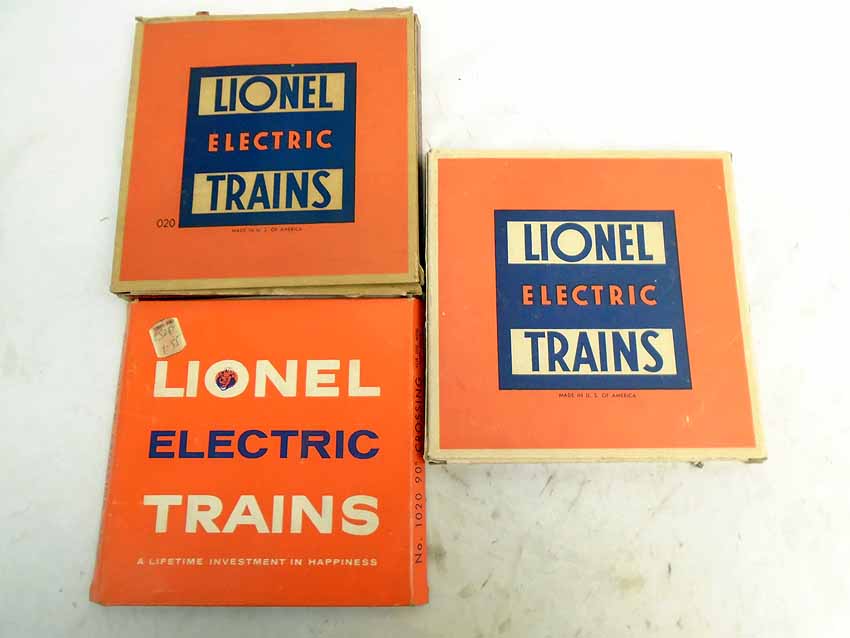 LIONEL
ELECTRIC
TRAINS
020
MADE IN U. S. OF AMERICA
LIONEL
ELECTRIC
TRAINS
MADE IN U. S. OF AMERICA
LIONEL
ELECTRIC
TRAINS
A LIFETIME INVESTMENT IN HAPPINESS
No. 1020 90° CROSSING